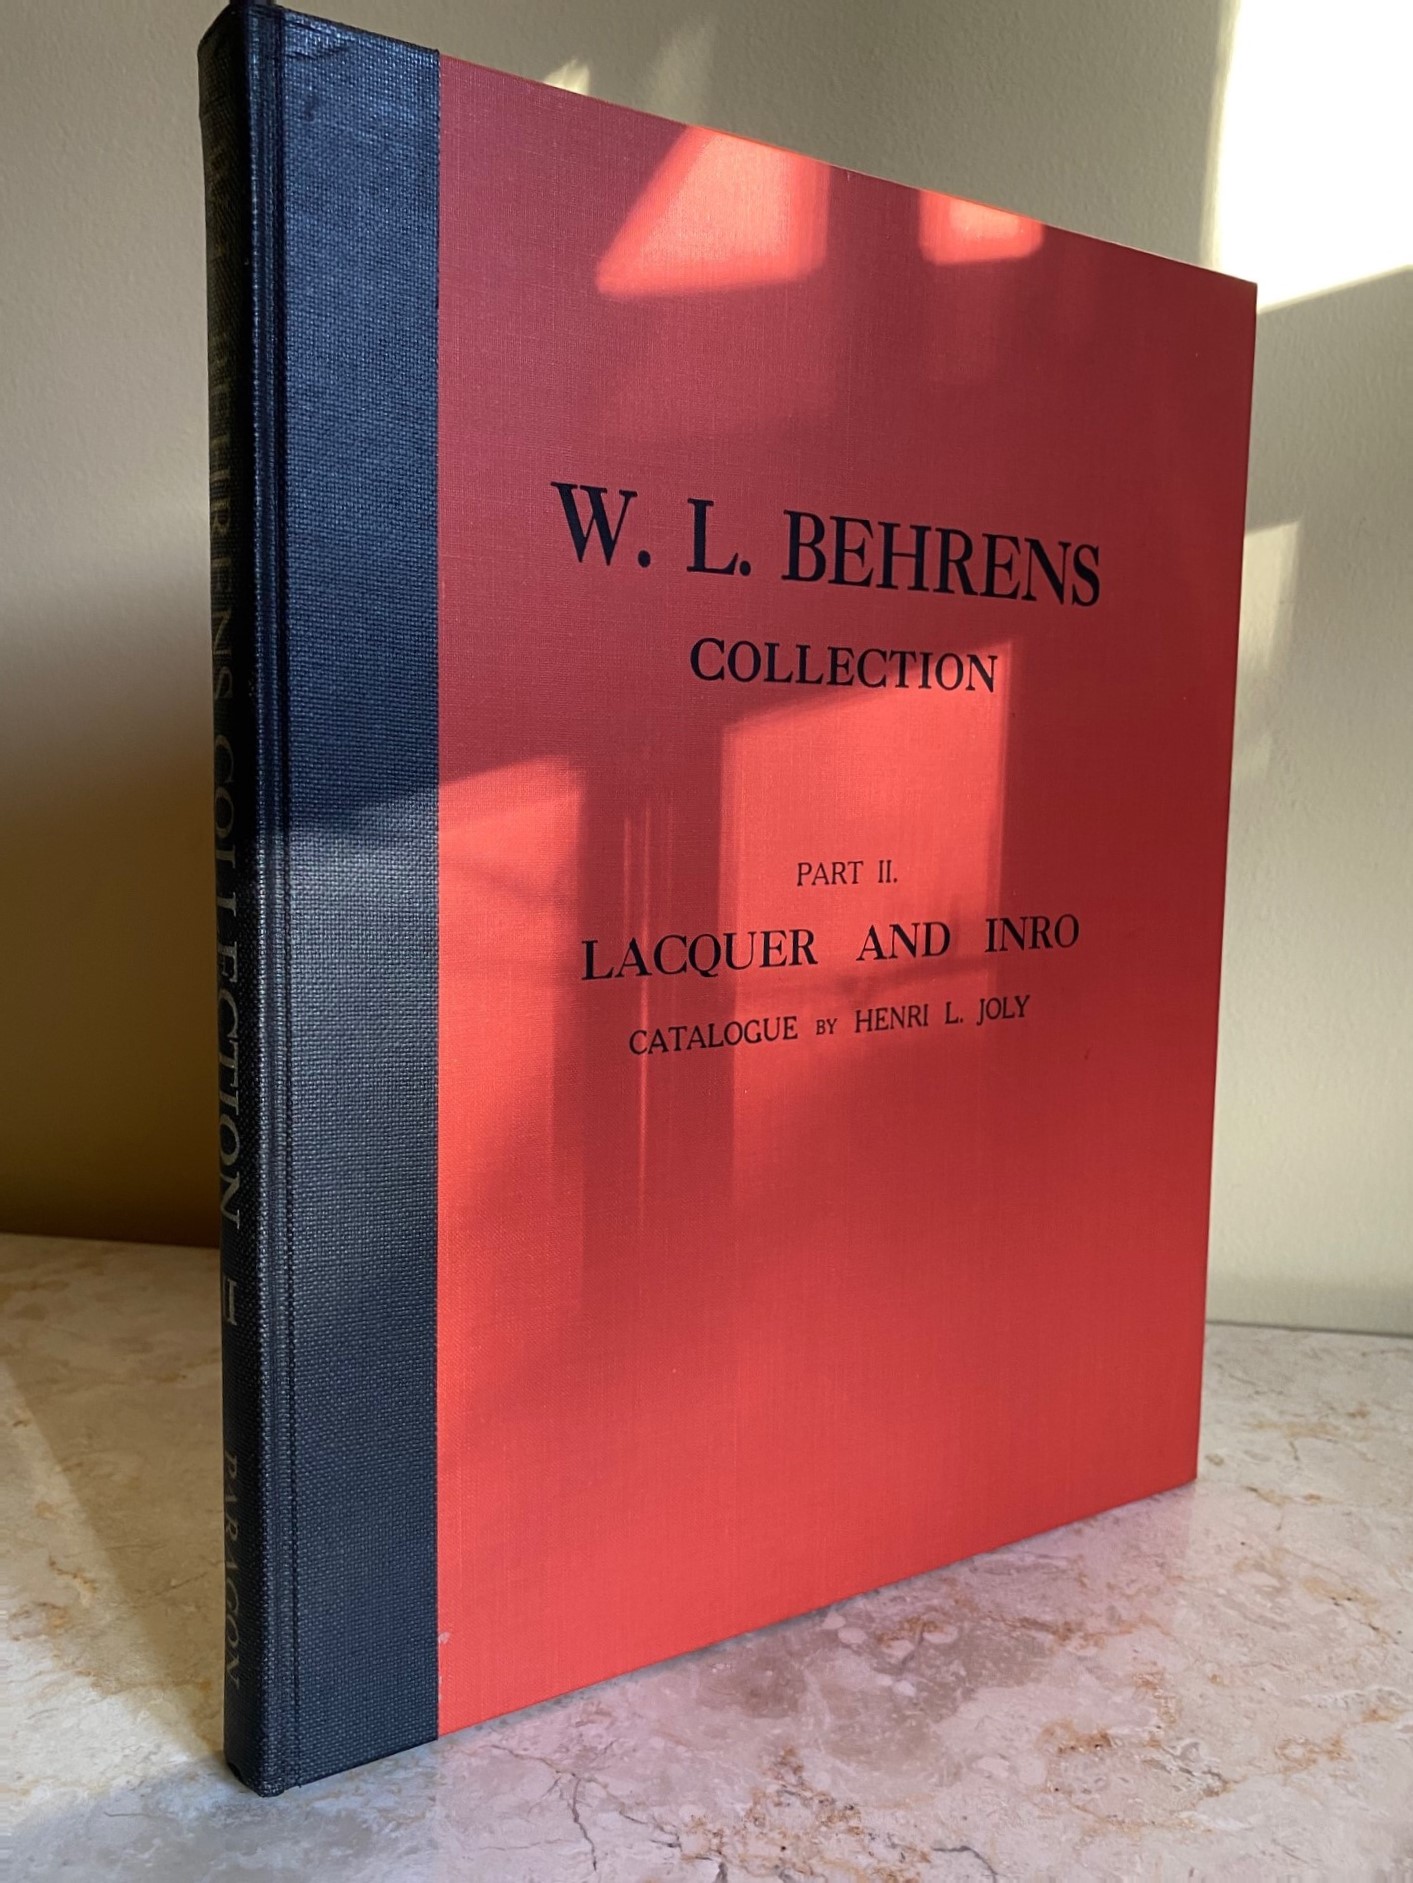 W. L. BEHRENS
COLLECTION
PART II.
LACQUER AND INRO
CATALOGUE BY HENRI L. JOLY
BEHRENS COLLECTION II PARAGON